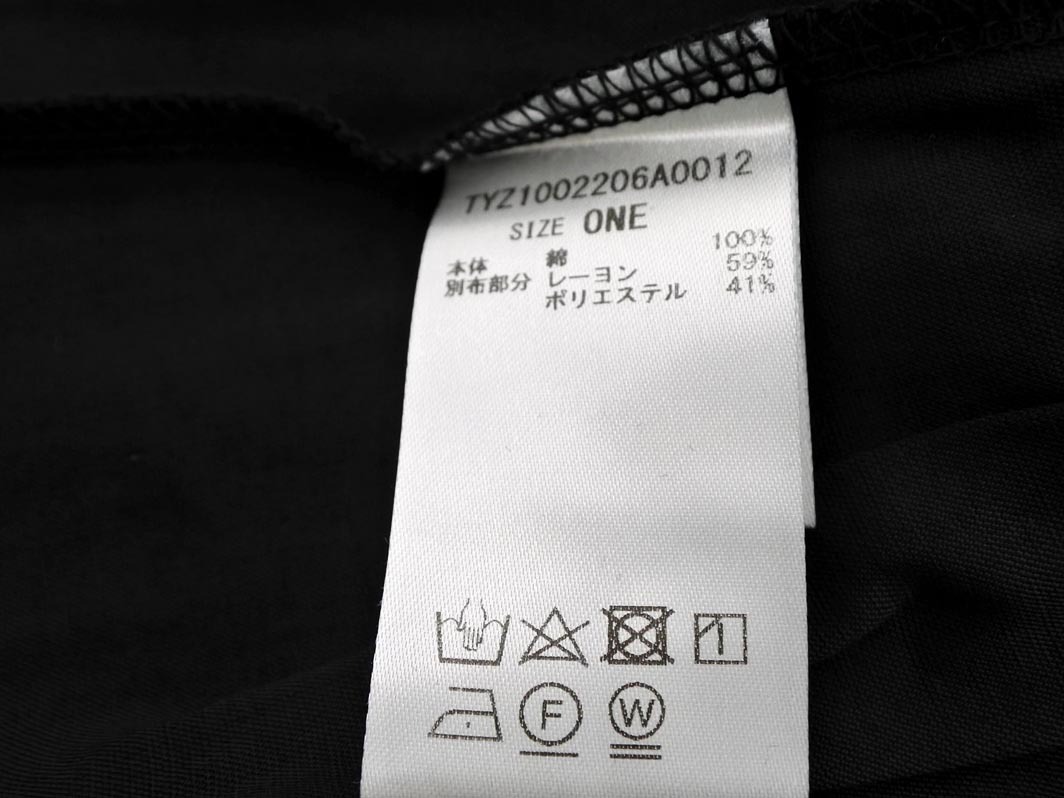 TYZ1002206A0012
SIZE ONE
本体 綿 100%
別布部分 レーヨン 59%
ポリエステル 41%
F W